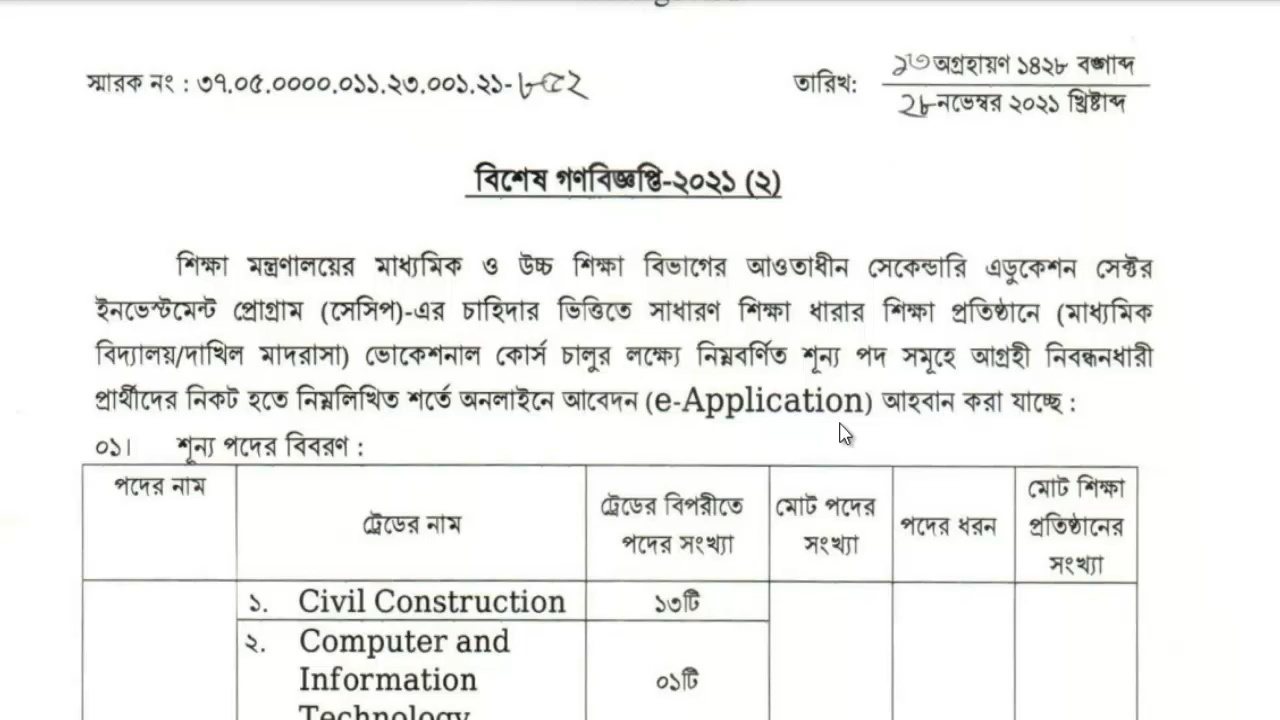 স্মারক নং : ৩৭.০৫.০০০০.০১১.২৩.০০১.২১-৮৫২
তারিখ: ১৩ অগ্রহায়ণ ১৪২৮ বঙ্গাব্দ
২৮ নভেম্বর ২০২১ খ্রিষ্টাব্দ
বিশেষ গণবিজ্ঞপ্তি-২০২১ (২)
শিক্ষা মন্ত্রণালয়ের মাধ্যমিক ও উচ্চ শিক্ষা বিভাগের আওতাধীন সেকেন্ডারি এডুকেশন সেক্টর
ইনভেস্টমেন্ট প্রোগ্রাম (সেসিপ)-এর চাহিদার ভিত্তিতে সাধারণ শিক্ষা ধারার শিক্ষা প্রতিষ্ঠানে (মাধ্যমিক
বিদ্যালয়/দাখিল মাদরাসা) ভোকেশনাল কোর্স চালুর লক্ষ্যে নিম্নবর্ণিত শূন্য পদ সমূহে আগ্রহী নিবন্ধনধারী
প্রার্থীদের নিকট হতে নিম্নলিখিত শর্তে অনলাইনে আবেদন (e-Application) আহবান করা যাচ্ছে :
০১। শূন্য পদের বিবরণ :
পদের নাম
ট্রেডের নাম
ট্রেডের বিপরীতে
পদের সংখ্যা
মোট পদের
সংখ্যা
পদের ধরন
মোট শিক্ষা
প্রতিষ্ঠানের
সংখ্যা
১. Civil Construction ১৩টি
২. Computer and
Information ০১টি
Technology